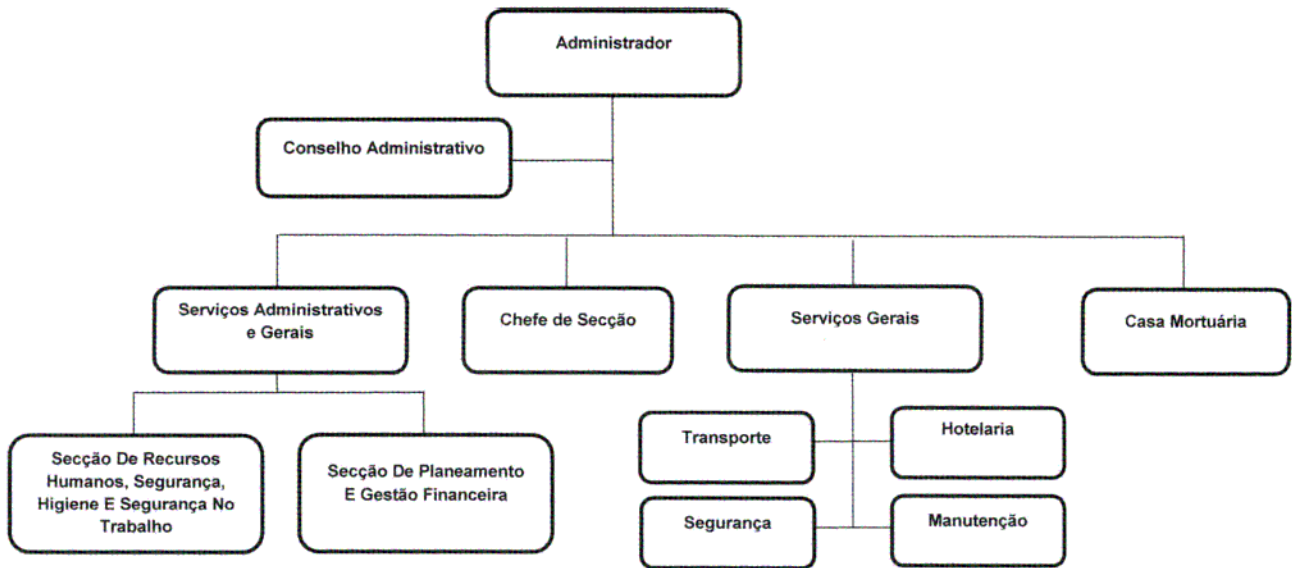 Administrador
Conselho Administrativo
Serviços Administrativos
e Gerais
Chefe de Secção
Serviços Gerais
Casa Mortuária
Transporte
Hotelaria
Secção De Recursos
Humanos, Segurança,
Higiene E Segurança No
Trabalho
Secção De Planeamento
E Gestão Financeira
Segurança
Manutenção